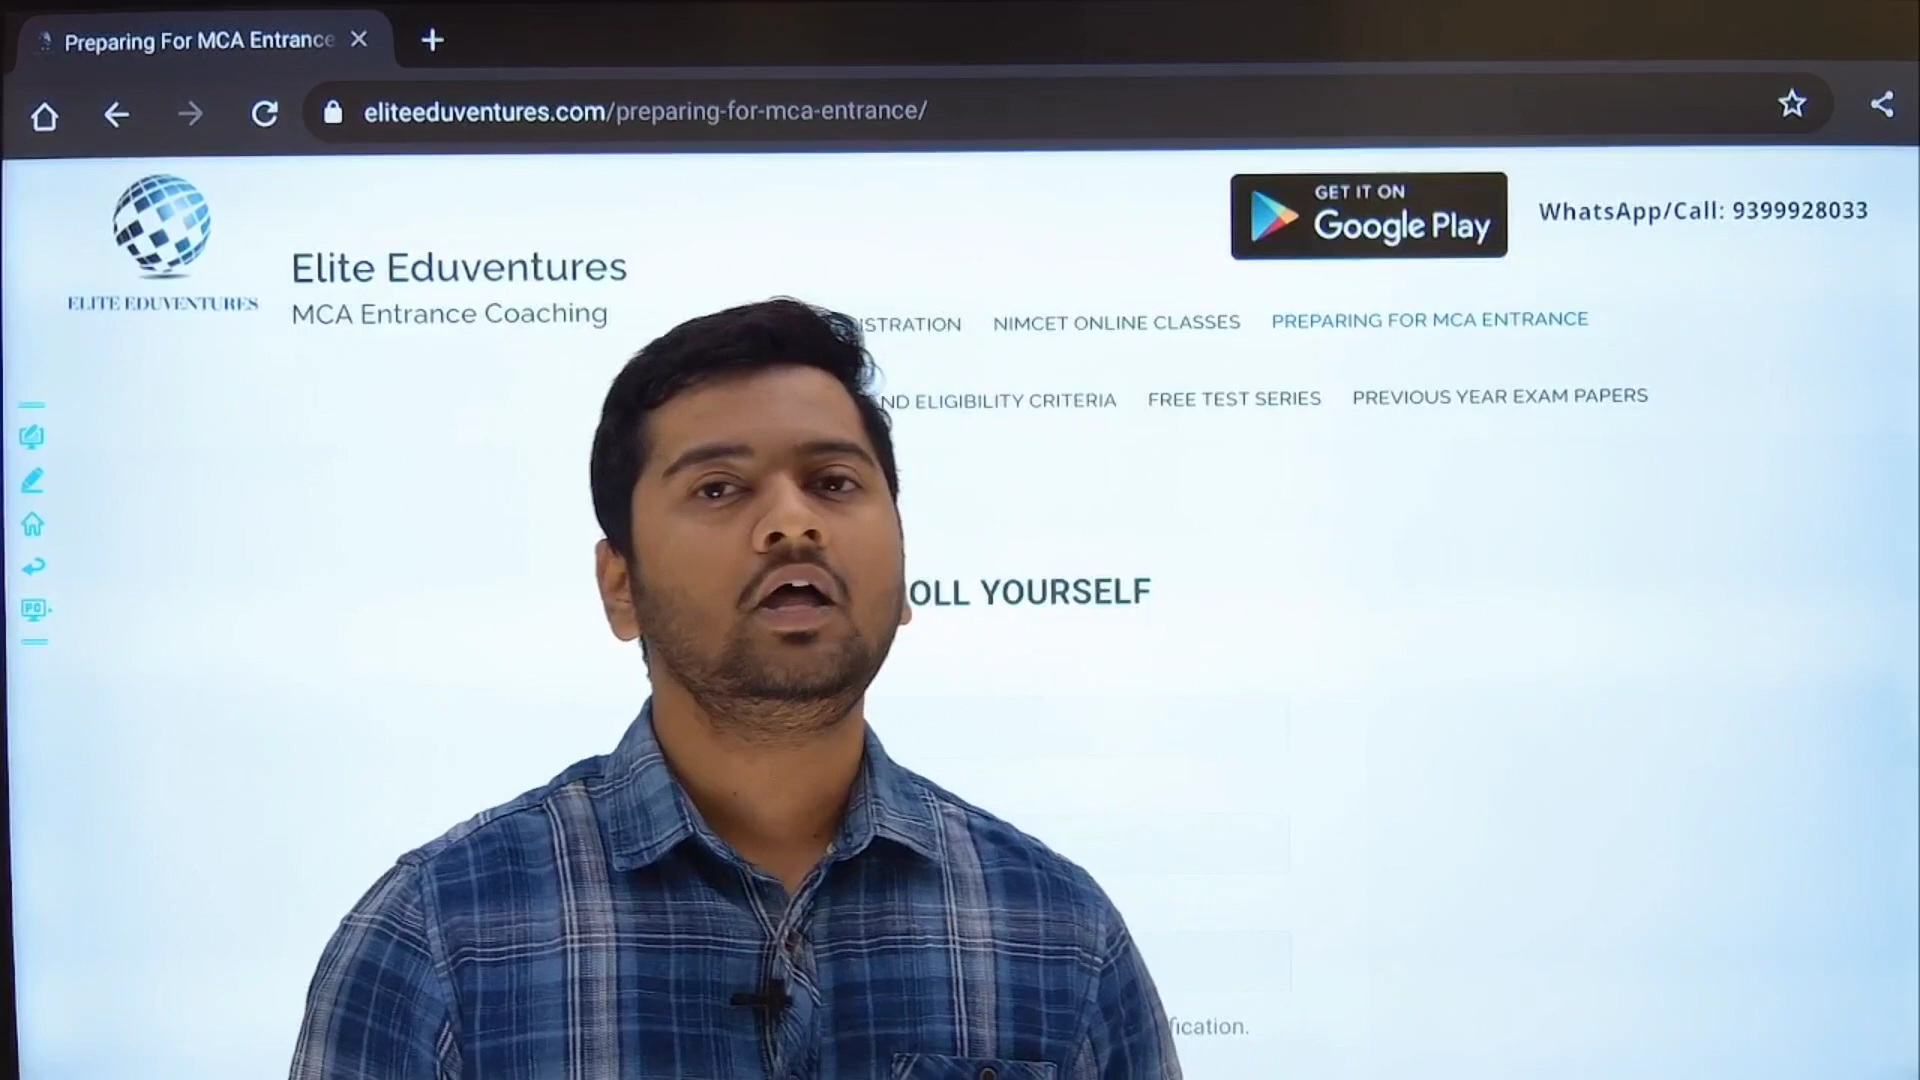 Preparing For MCA Entrance
eliteeduventures.com/preparing-for-mca-entrance/
GET IT ON
Google Play
WhatsApp/Call: 9399928033
ELITE EDUVENTURES
Elite Eduventures
MCA Entrance Coaching
ISTRATION NIMCET ONLINE CLASSES PREPARING FOR MCA ENTRANCE
ND ELIGIBILITY CRITERIA FREE TEST SERIES PREVIOUS YEAR EXAM PAPERS
OLL YOURSELF
fication.